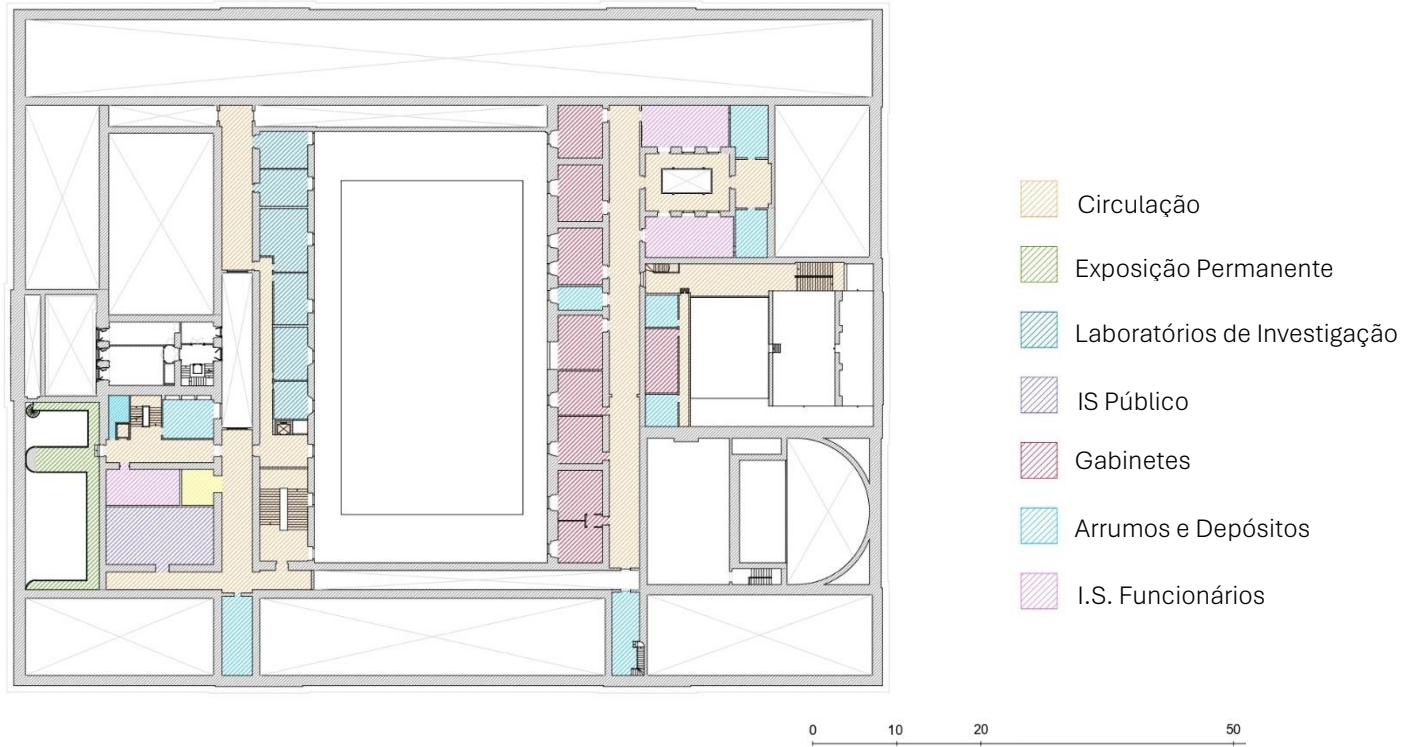 Circulação
Exposição Permanente
Laboratórios de Investigação
IS Público
Gabinetes
Arrumos e Depósitos
I.S. Funcionários
0 10 20 50